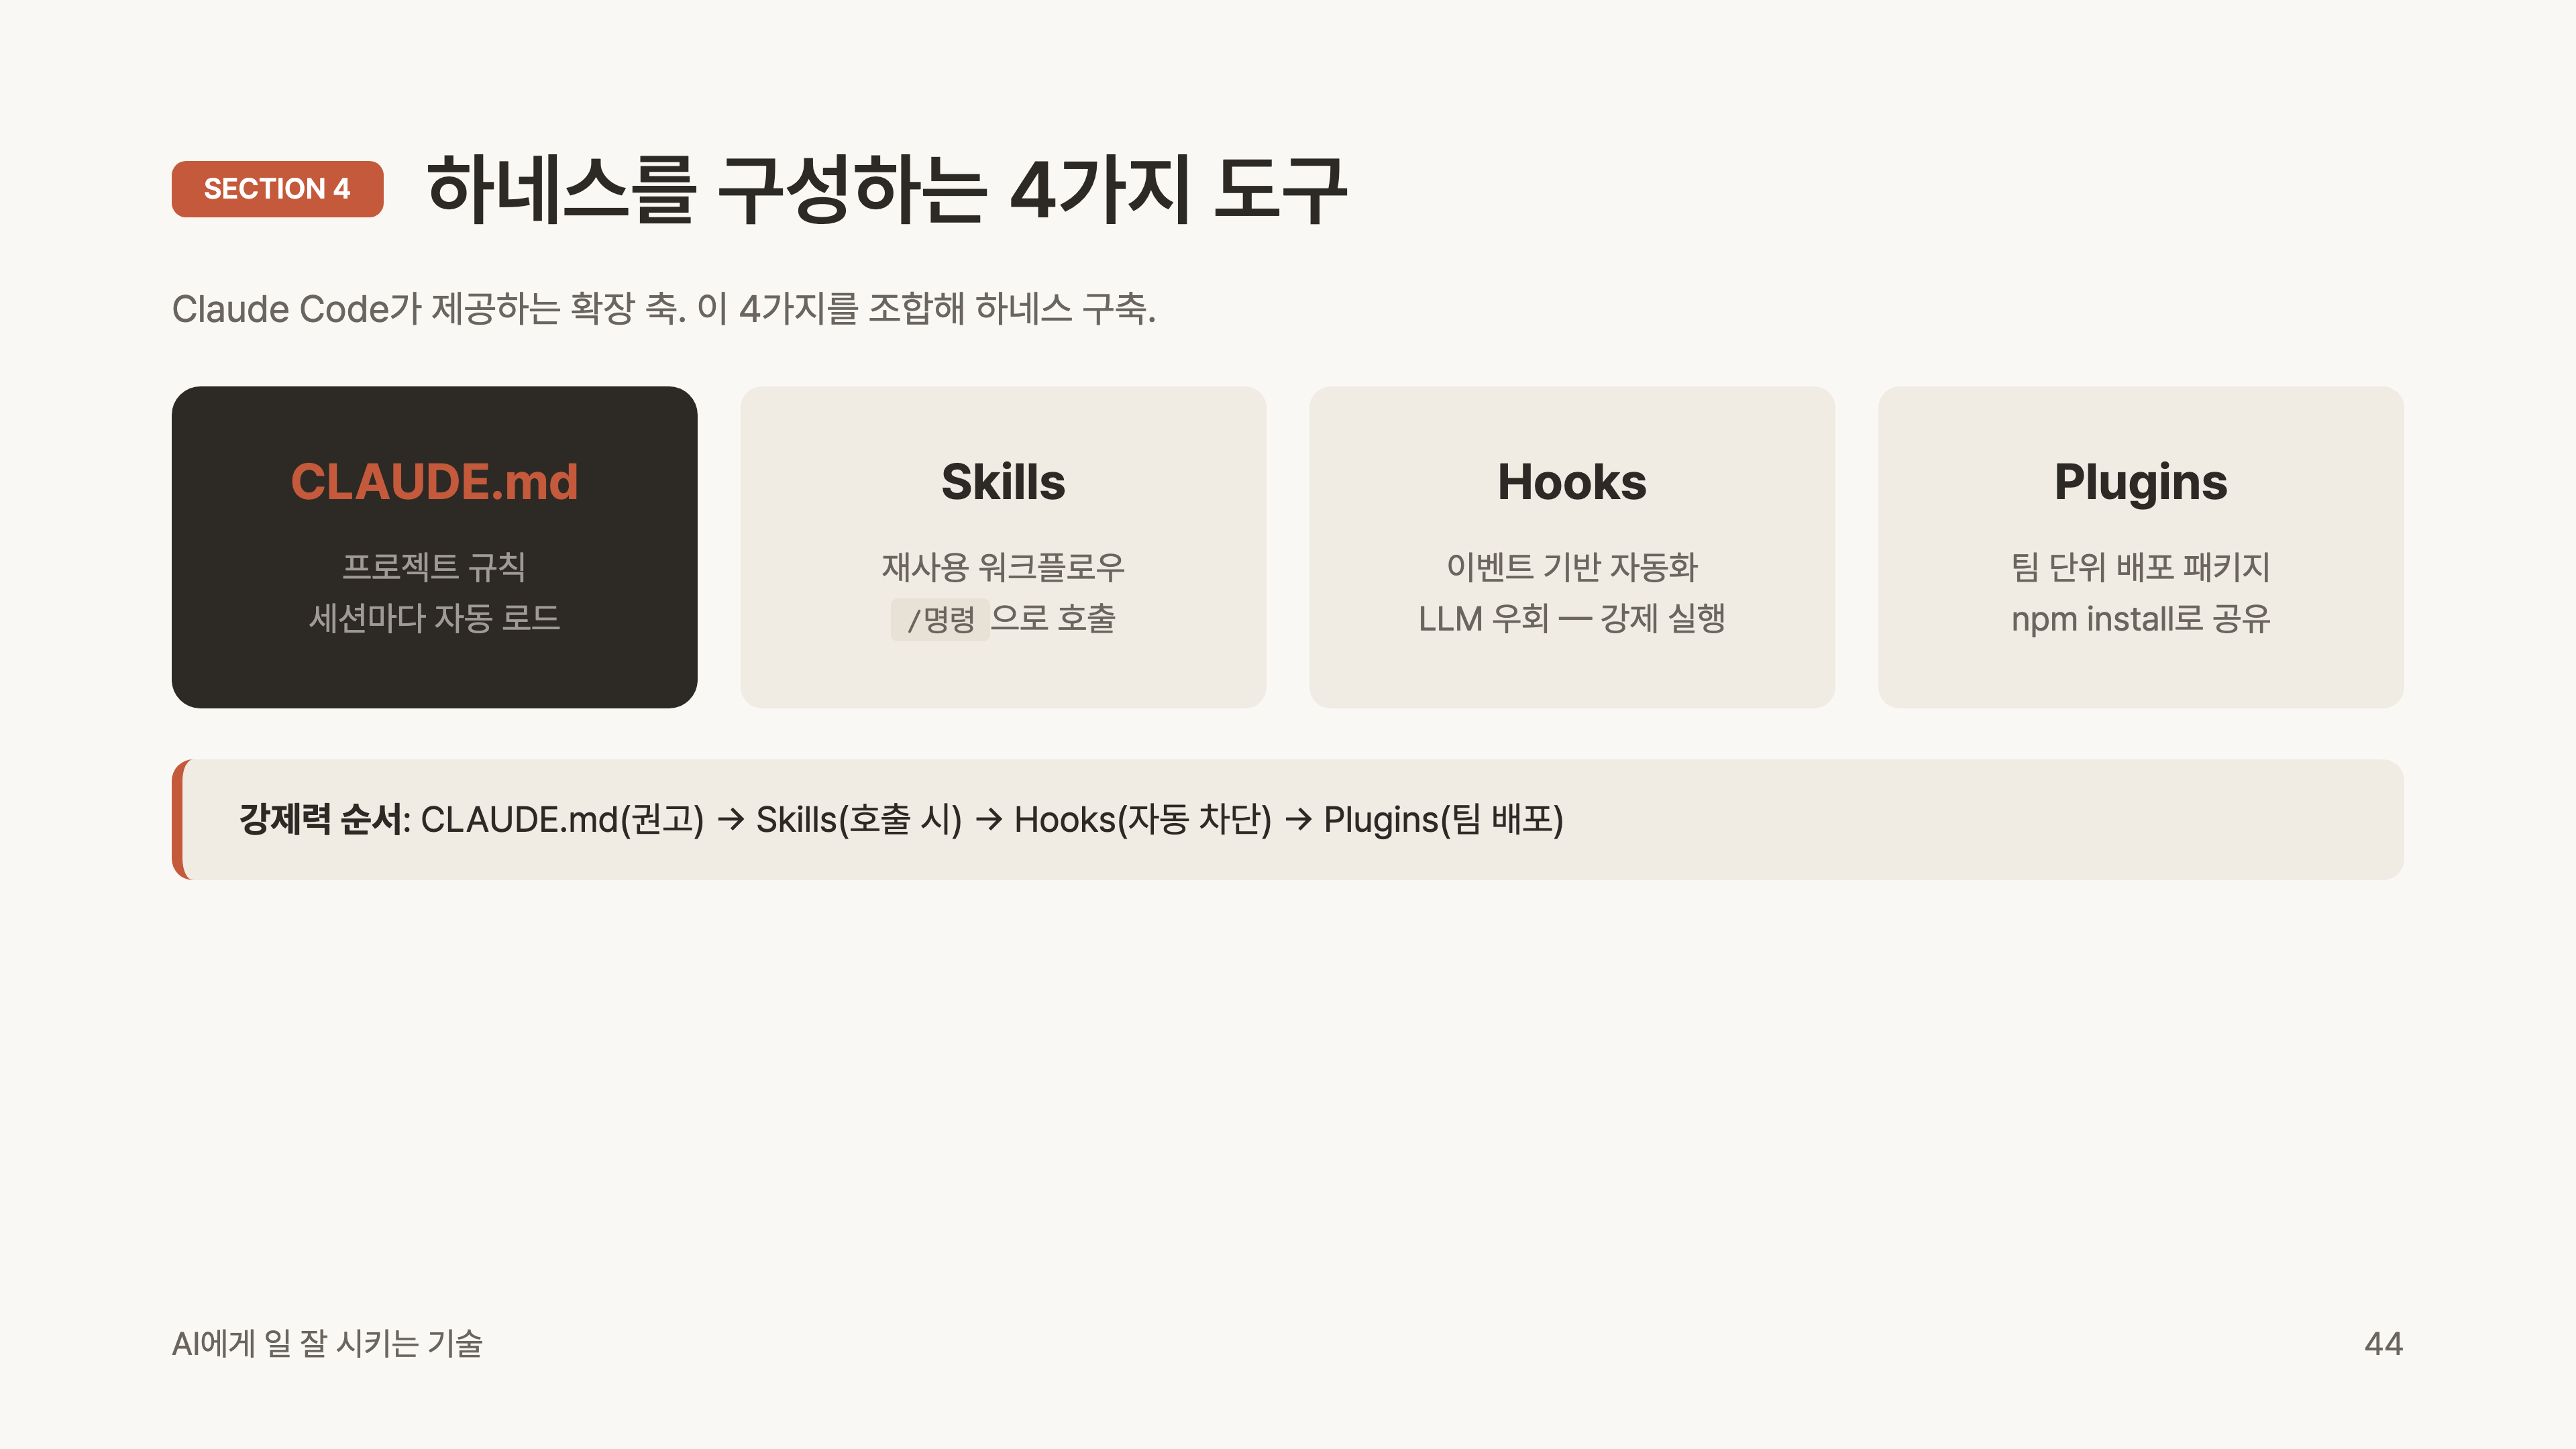 SECTION 4
하네스를 구성하는 4가지 도구
Claude Code가 제공하는 확장 축. 이 4가지를 조합해 하네스 구축.
CLAUDE.md
프로젝트 규칙
세션마다 자동 로드
Skills
재사용 워크플로우
/명령 으로 호출
Hooks
이벤트 기반 자동화
LLM 우회 — 강제 실행
Plugins
팀 단위 배포 패키지
npm install로 공유
강제력 순서: CLAUDE.md(권고) → Skills(호출 시) → Hooks(자동 차단) → Plugins(팀 배포)
AI에게 일 잘 시키는 기술
44